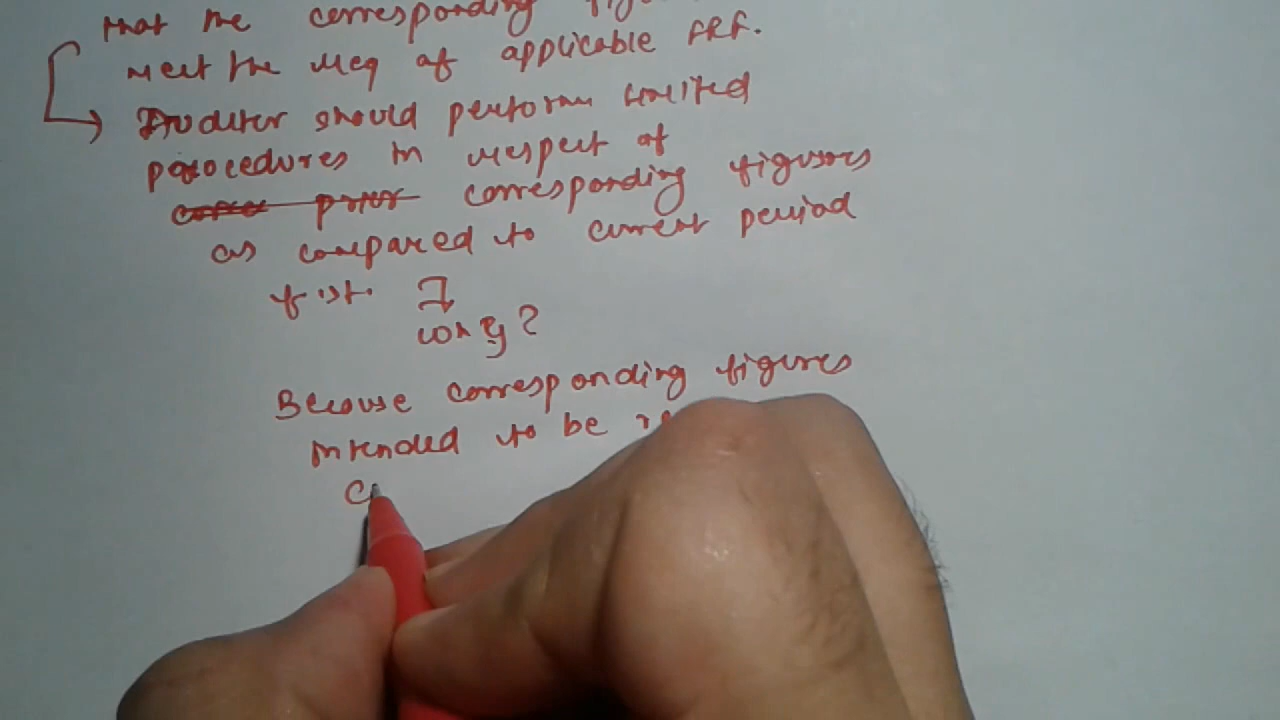 that the corresponding
meet the req of applicable FRF.
Auditor should perform limited
procedures in respect of
prior corresponding figures
as compared to current period
f.st.
why?
Because corresponding figures
intended to be